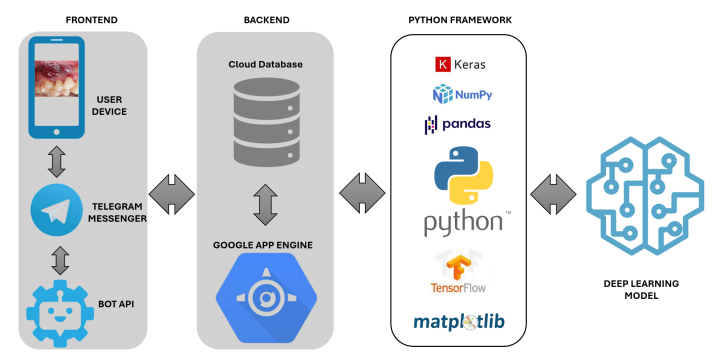 FRONTEND
USER
DEVICE
TELEGRAM
MESSENGER
BOT API
BACKEND
Cloud Database
GOOGLE APP ENGINE
PYTHON FRAMEWORK
K Keras
NumPy
pandas
python™
TensorFlow
matplotlib
DEEP LEARNING
MODEL